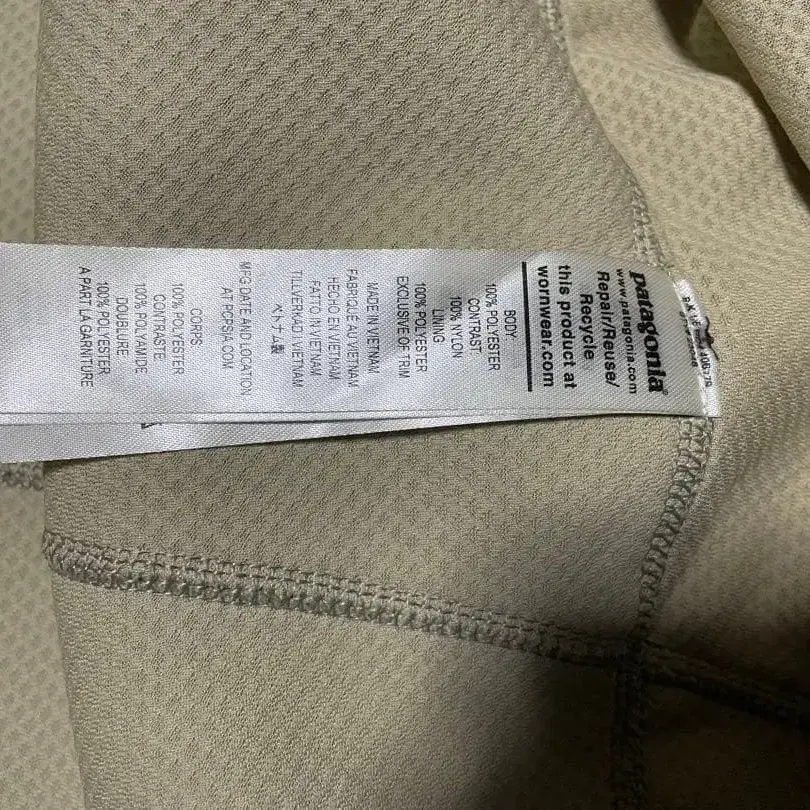 patagonia®
www.patagonia.com
Repair/Reuse/
Recycle
this product at
wornwear.com
BODY
100% POLYESTER
CONTRAST:
100% NYLON
LINING
100% POLYESTER
EXCLUSIVE OF TRIM
MADE IN VIETNAM
FABRIQUÉ AU VIETNAM
HECHO EN VIETNAM
FATTO IN VIETNAM
TILLVERKAD I VIETNAM
ベトナム製
MFG DATE AND LOCATION
AT PCPSIA.COM
CORPS
100% POLYESTER
CONTRASTE:
100% POLYAMIDE
DOUBLURE
100% POLYESTER
À PART LA GARNITURE